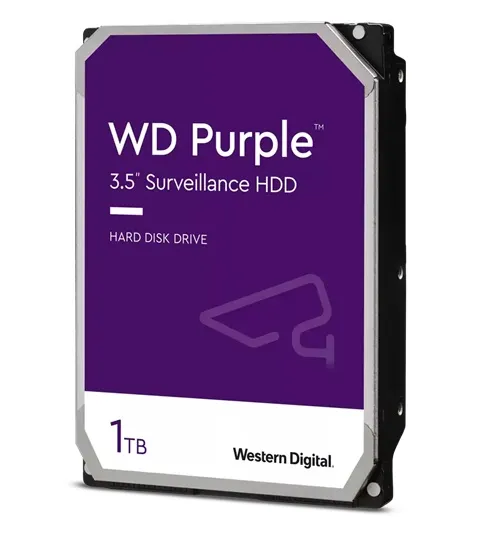 WD Purple™
3.5" Surveillance HDD
HARD DISK DRIVE
1TB
Western Digital.